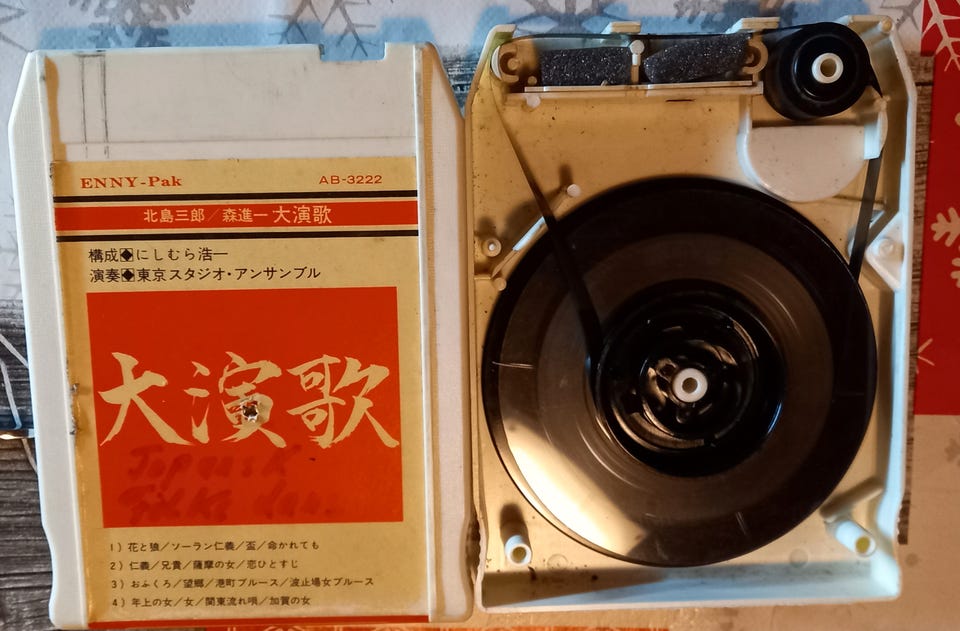 ENNY-Pak AB-3222
北島三郎／森進一 大演歌
構成◆にしむら浩一
演奏◆東京スタジオ・アンサンブル
大演歌
1）花と狼／ソーラン仁義／盃／命かれても
2）仁義／兄貴／薩摩の女／恋ひとすじ
3）おふくろ／望郷／港町ブルース／波止場女ブルース
4）年上の女／女／関東流れ唄／加賀の女